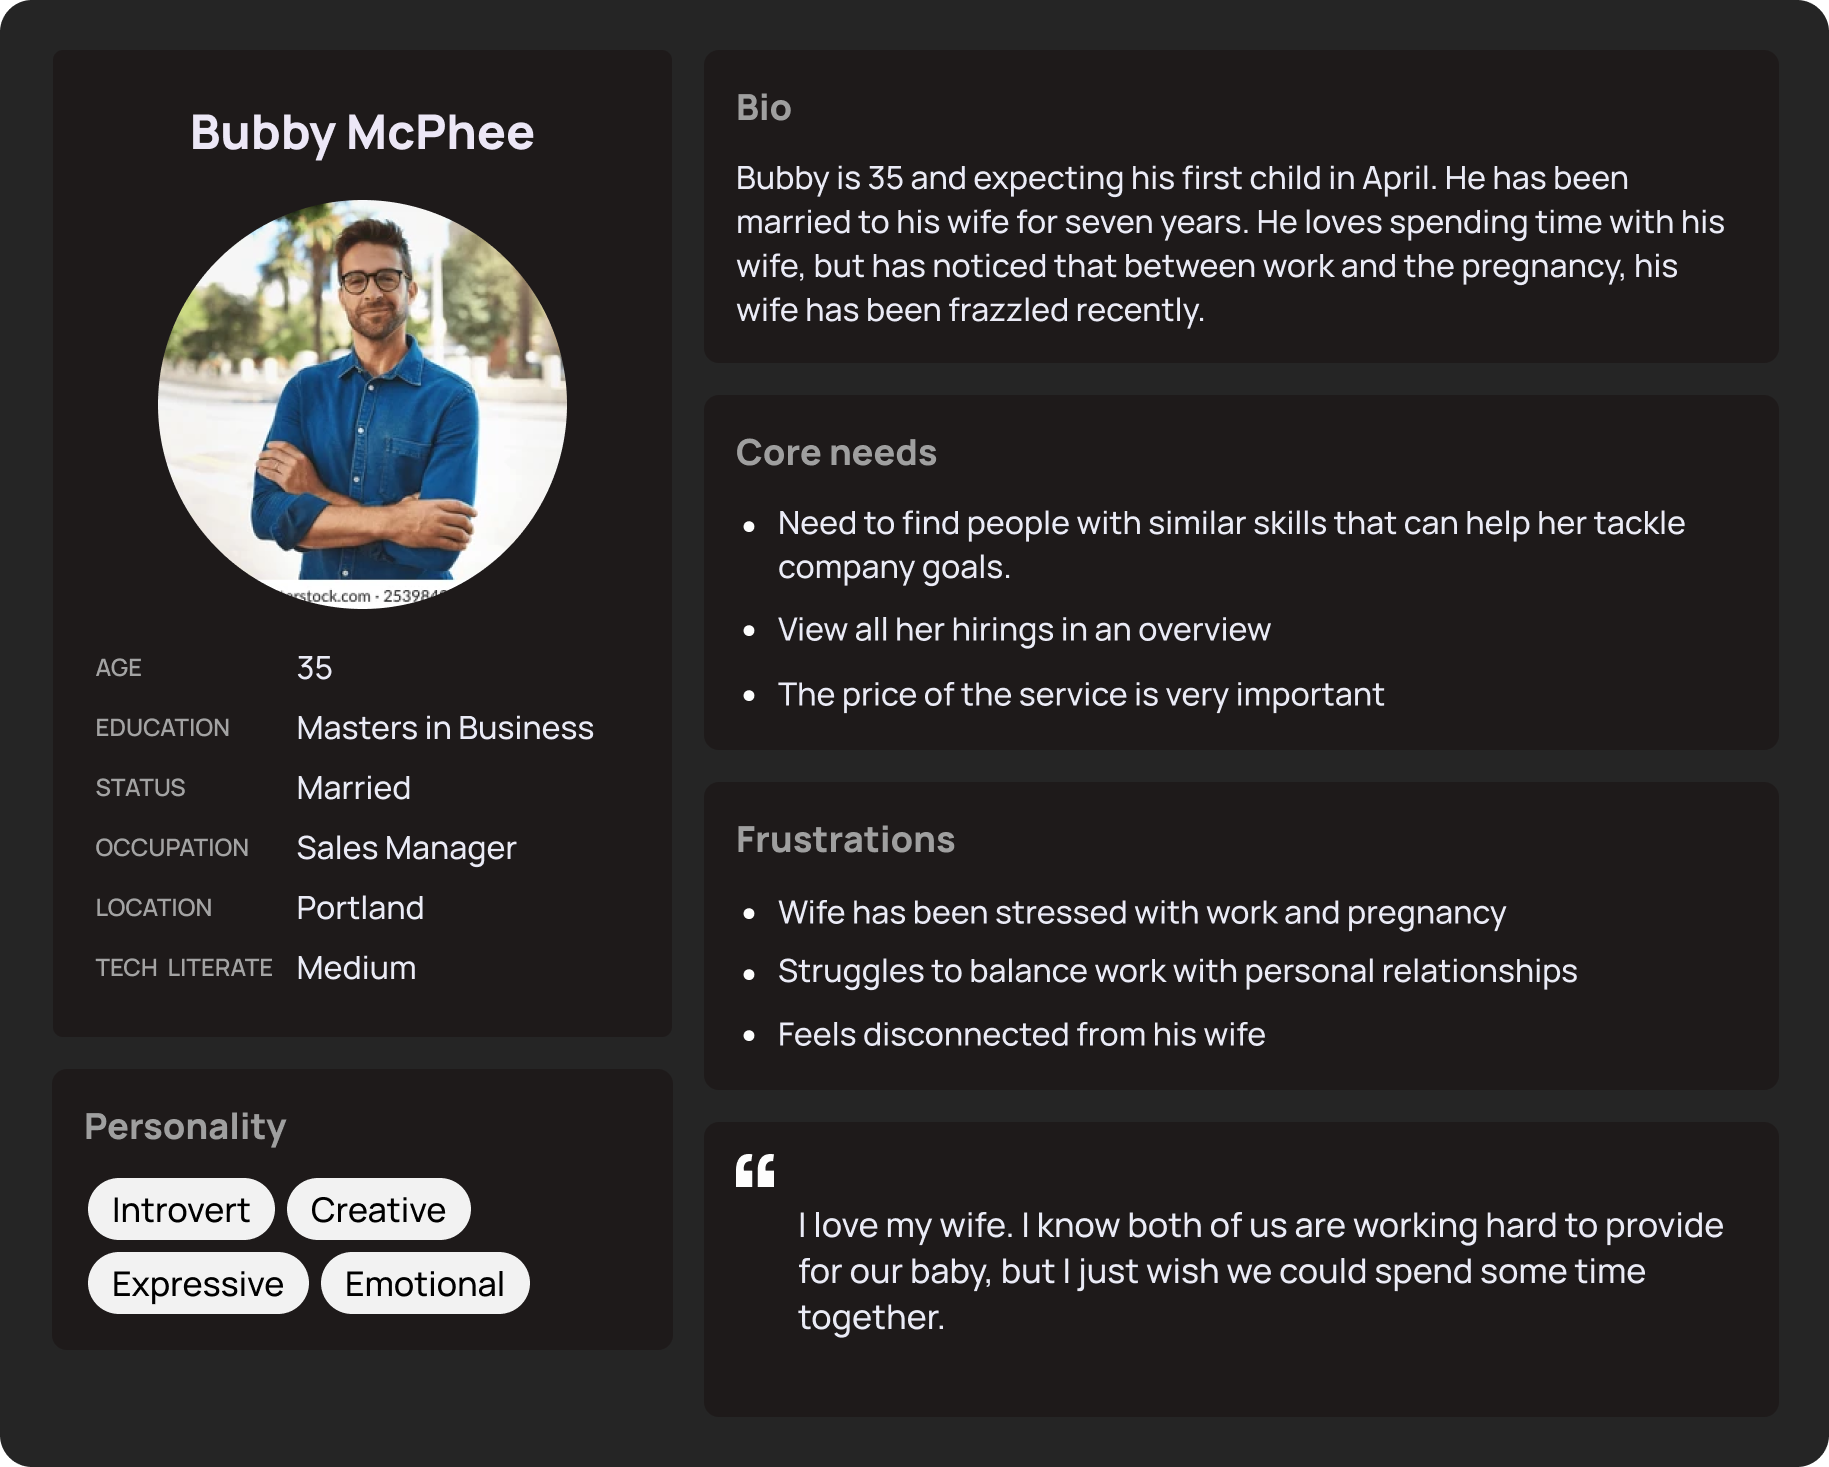 Bubby McPhee
erstock.com · 253984
AGE 35
EDUCATION Masters in Business
STATUS Married
OCCUPATION Sales Manager
LOCATION Portland
TECH LITERATE Medium
Personality
Introvert Creative
Expressive Emotional
Bio
Bubby is 35 and expecting his first child in April. He has been
married to his wife for seven years. He loves spending time with his
wife, but has noticed that between work and the pregnancy, his
wife has been frazzled recently.
Core needs
• Need to find people with similar skills that can help her tackle
company goals.
• View all her hirings in an overview
• The price of the service is very important
Frustrations
• Wife has been stressed with work and pregnancy
• Struggles to balance work with personal relationships
• Feels disconnected from his wife
“
I love my wife. I know both of us are working hard to provide
for our baby, but I just wish we could spend some time
together.